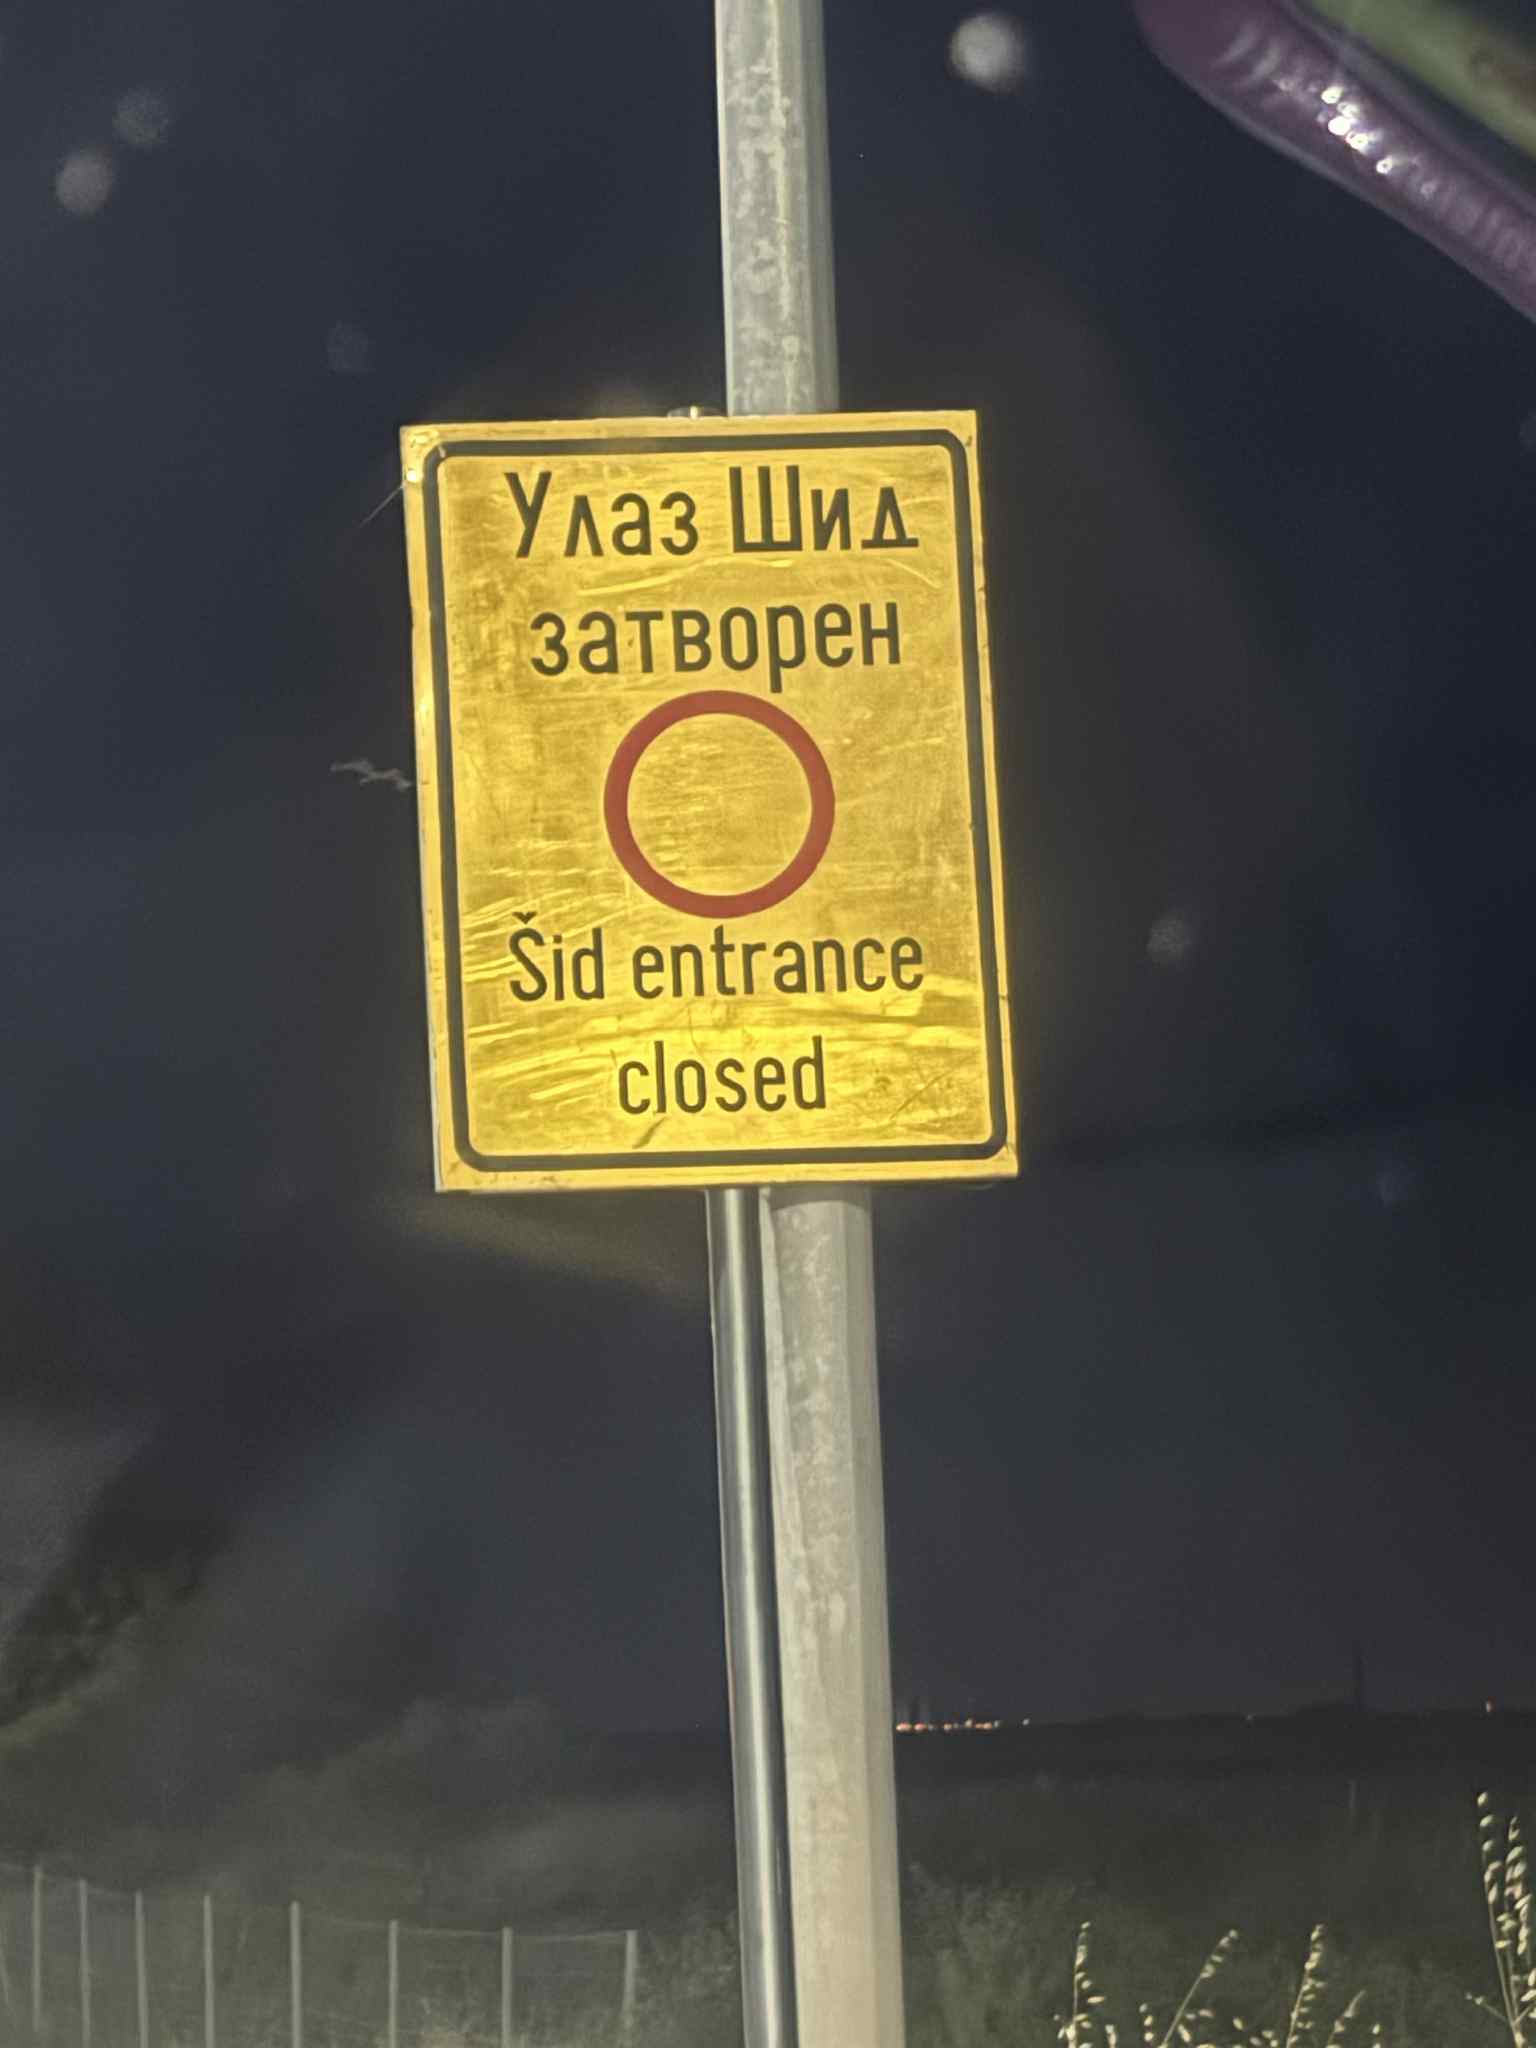 Улаз Шид
затворен
Šid entrance
closed